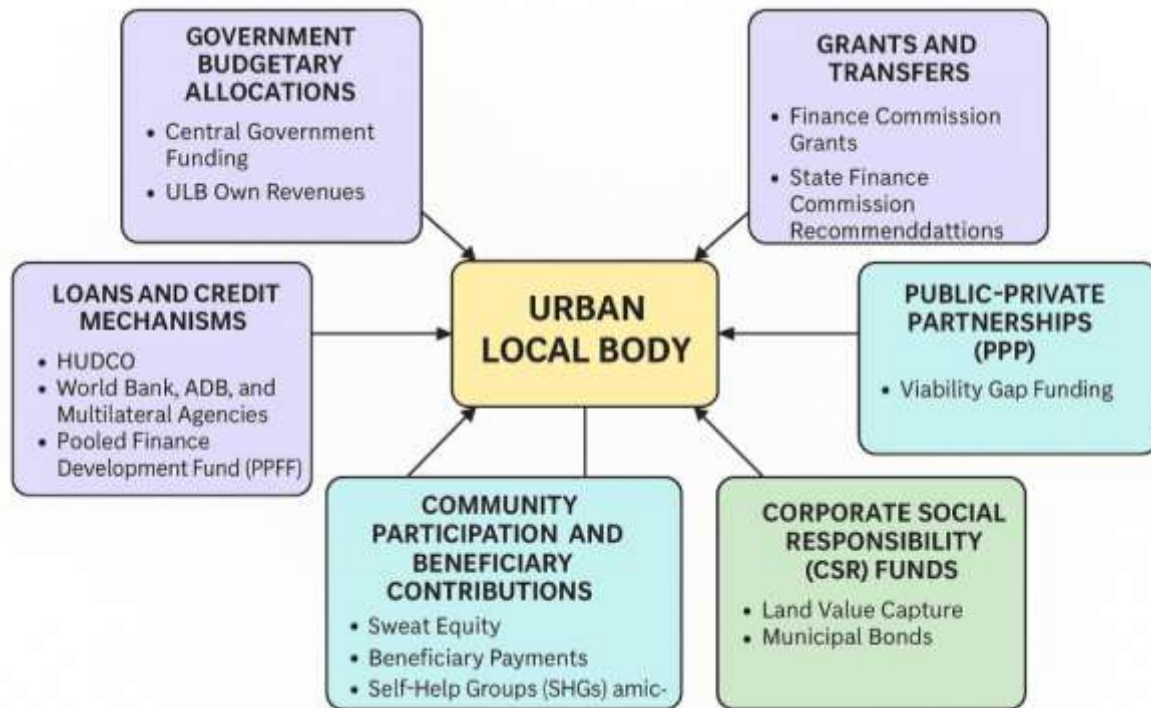 GOVERNMENT
BUDGETARY
ALLOCATIONS
• Central Government
Funding
• ULB Own Revenues
GRANTS AND
TRANSFERS
• Finance Commission
Grants
• State Finance
Commission
Recommenddattions
LOANS AND CREDIT
MECHANISMS
• HUDCO
• World Bank, ADB, and
Multilateral Agencies
• Pooled Finance
Development Fund (PPFF)
URBAN
LOCAL BODY
PUBLIC-PRIVATE
PARTNERSHIPS
(PPP)
• Viability Gap Funding
COMMUNITY
PARTICIPATION AND
BENEFICIARY
CONTRIBUTIONS
• Sweat Equity
• Beneficiary Payments
• Self-Help Groups (SHGs) amic-
CORPORATE SOCIAL
RESPONSIBILITY
(CSR) FUNDS
• Land Value Capture
• Municipal Bonds